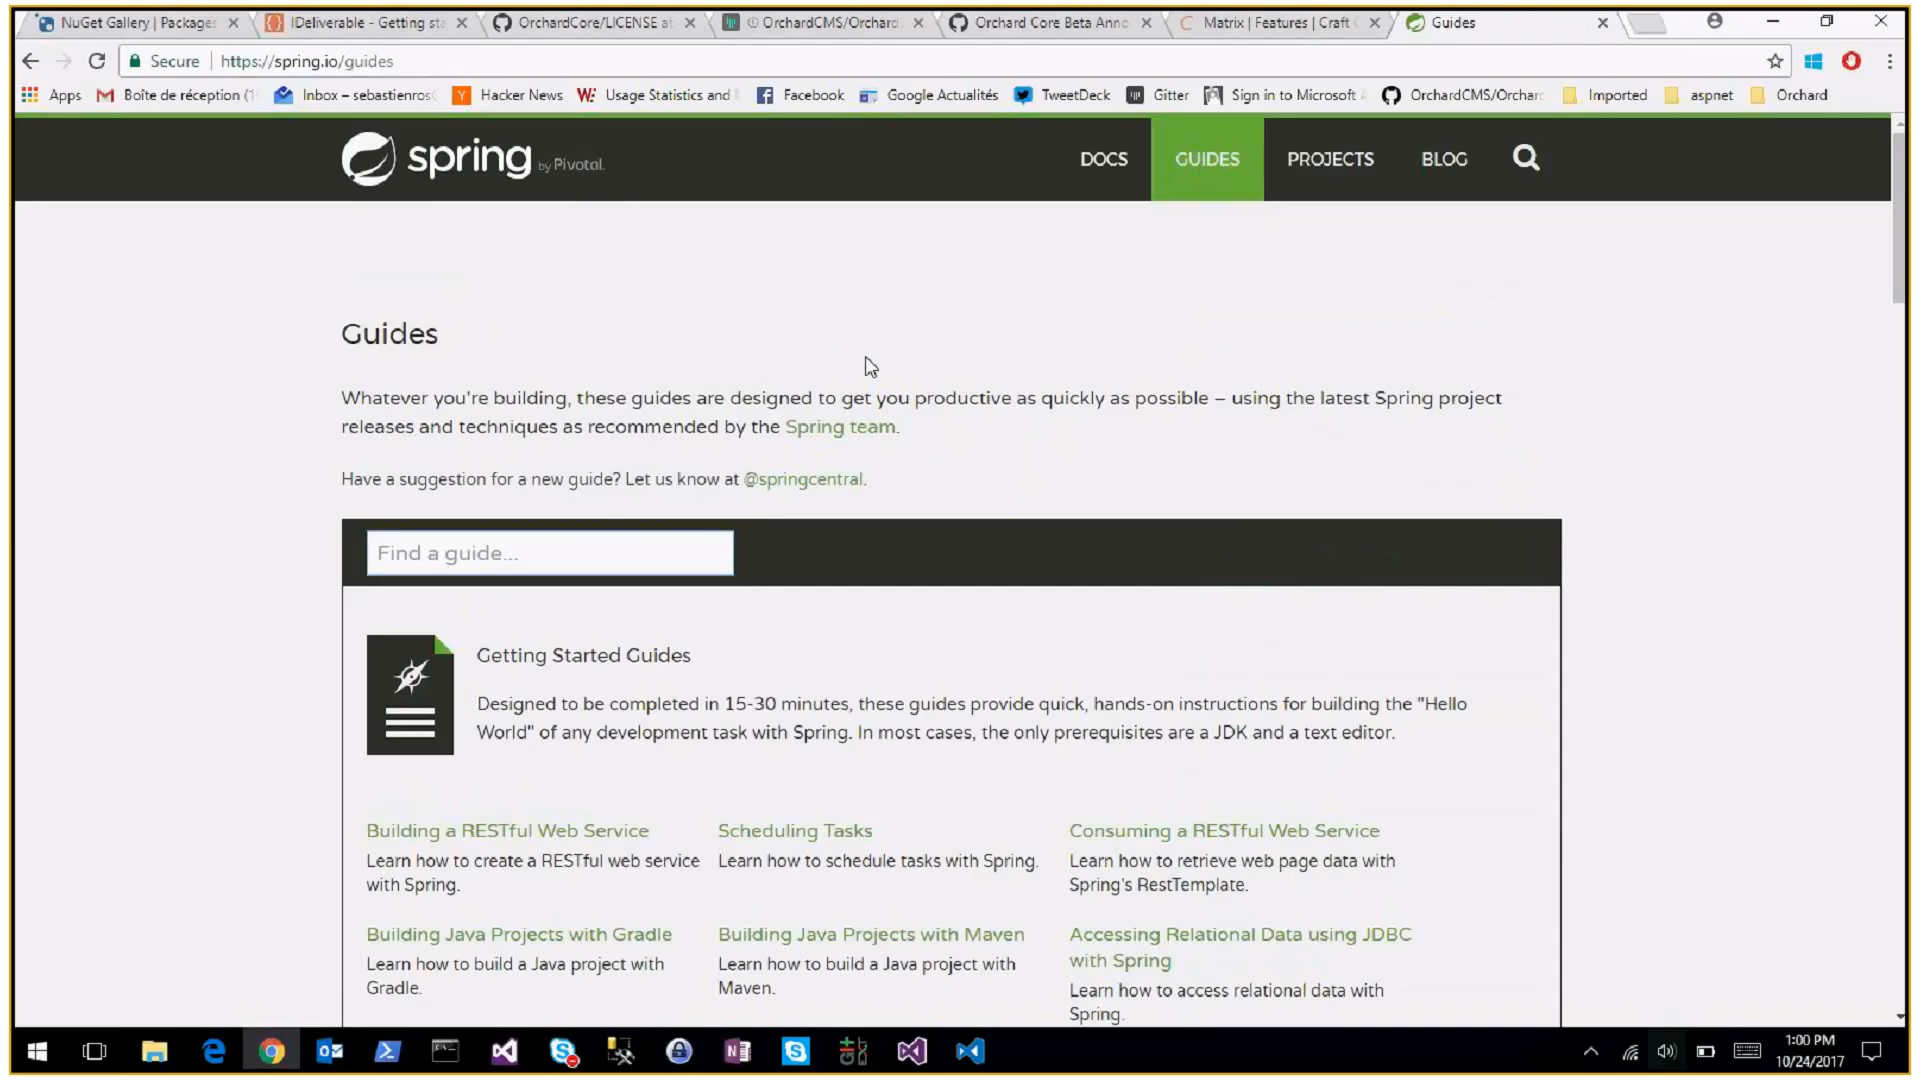 NuGet Gallery | Packages
IDeliverable - Getting sta
OrchardCore/LICENSE at
OrchardCMS/Orchard
Orchard Core Beta Anno
Matrix | Features | Craft
Guides
Secure
https://spring.io/guides
Apps
Boîte de réception (1
Inbox – sebastienros
Hacker News
Usage Statistics and
Facebook
Google Actualités
TweetDeck
Gitter
Sign in to Microsoft
OrchardCMS/Orchar
Imported
aspnet
Orchard
spring by Pivotal.
DOCS
GUIDES
PROJECTS
BLOG
Guides
Whatever you're building, these guides are designed to get you productive as quickly as possible – using the latest Spring project
releases and techniques as recommended by the Spring team.
Have a suggestion for a new guide? Let us know at @springcentral.
Find a guide...
Getting Started Guides
Designed to be completed in 15-30 minutes, these guides provide quick, hands-on instructions for building the "Hello
World" of any development task with Spring. In most cases, the only prerequisites are a JDK and a text editor.
Building a RESTful Web Service
Learn how to create a RESTful web service
with Spring.
Scheduling Tasks
Learn how to schedule tasks with Spring.
Consuming a RESTful Web Service
Learn how to retrieve web page data with
Spring's RestTemplate.
Building Java Projects with Gradle
Learn how to build a Java project with
Gradle.
Building Java Projects with Maven
Learn how to build a Java project with
Maven.
Accessing Relational Data using JDBC
with Spring
Learn how to access relational data with
Spring.
1:00 PM
10/24/2017